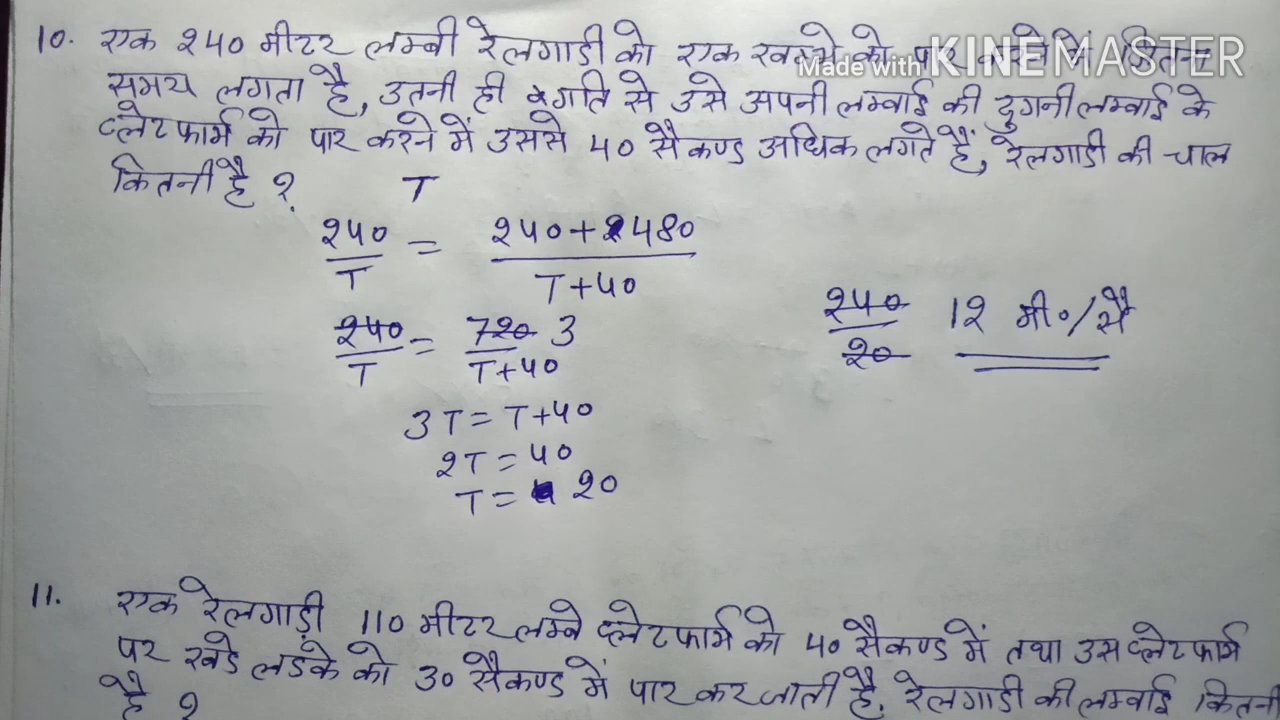 10. एक 240 मीटर लम्बी रेलगाडी को एक खम्भे को पार करने में जितना
Made with KINEMASTER
समय लगता है, उतनी ही गति से उसे अपनी लम्बाई की दुगनी लम्बाई के
प्लेटफार्म को पार करने में उससे 40 सैकण्ड अधिक लगते हैं, रेलगाडी की चाल
कितनी है ? T
240/T = 240+480/T+40
240/T = 720 3/T+40
240/20 12 मी०/सै
3T = T+40
2T = 40
T = 20
11. एक रेलगाड़ी 110 मीटर लम्बे प्लेटफार्म को 40 सैकण्ड में तथा उस प्लेटफार्म
पर खडे लडके को 30 सैकण्ड में पार कर जाती है. रेलगाडी की लम्बाई कितनी
है ?